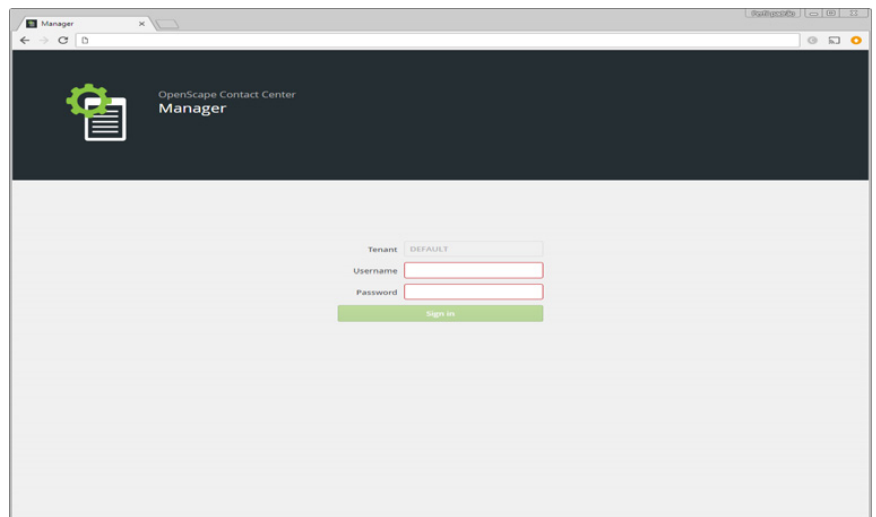 Manager
OpenScape Contact Center
Manager
Tenant DEFAULT
Username
Password
Sign in